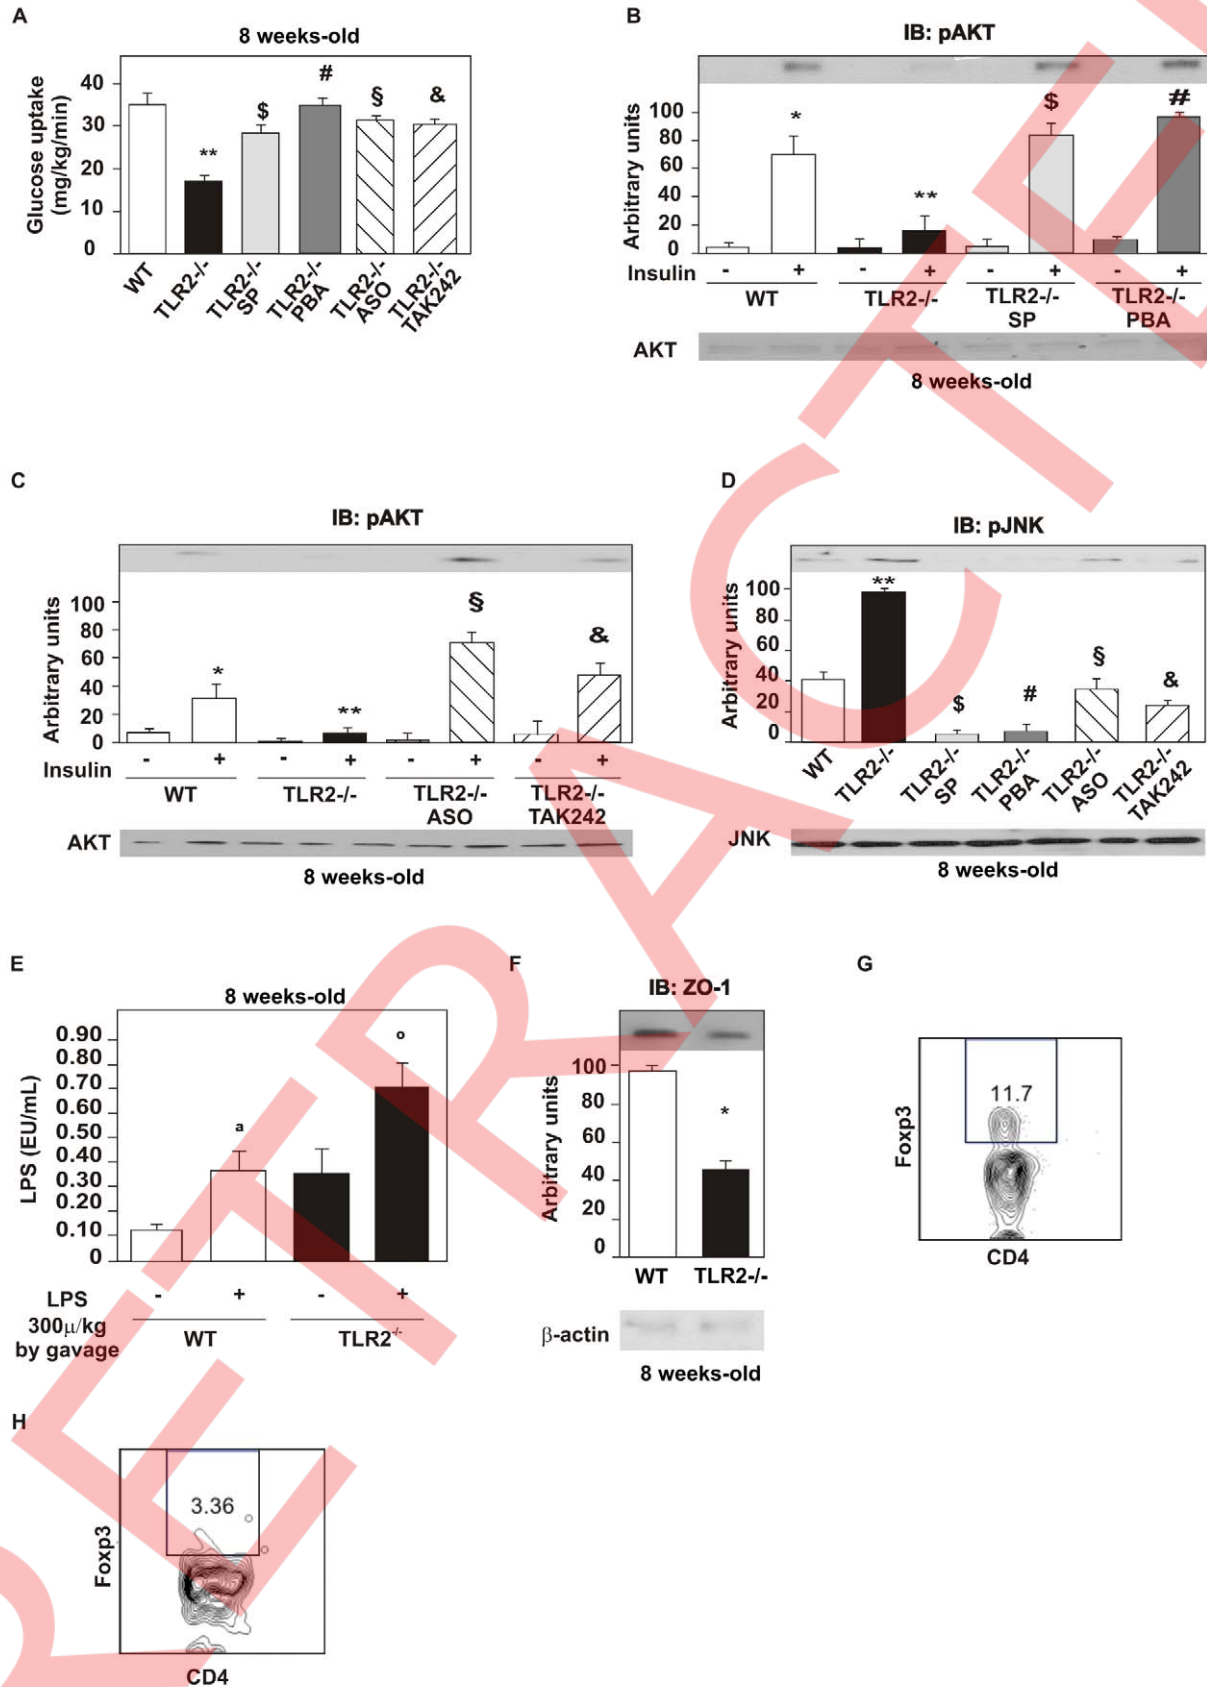 A
8 weeks-old
Glucose uptake
(mg/kg/min)
40
30
20
10
0
**
$
#
§
&
WT
TLR2-/-
TLR2-/-
SP
TLR2-/-
PBA
TLR2-/-
ASO
TLR2-/-
TAK242
B
IB: pAKT
Arbitrary units
100
80
60
40
20
0
*
**
$
#
Insulin - + - + - + - +
WT TLR2-/- TLR2-/- TLR2-/-
SP PBA
AKT
8 weeks-old
C
IB: pAKT
Arbitrary units
100
80
60
40
20
0
*
**
§
&
Insulin - + - + - + - +
WT TLR2-/- TLR2-/- TLR2-/-
ASO TAK242
AKT
8 weeks-old
D
IB: pJNK
Arbitrary units
100
80
60
40
20
0
**
$
#
§
&
WT
TLR2-/-
TLR2-/-
SP
TLR2-/-
PBA
TLR2-/-
ASO
TLR2-/-
TAK242
JNK
8 weeks-old
E
8 weeks-old
LPS (EU/mL)
0.90
0.80
0.70
0.60
0.50
0.40
0.30
0.20
0.10
0
a
o
LPS - + - +
300µ/kg
by gavage
WT TLR2-/-
F
IB: ZO-1
Arbitrary units
100
80
60
40
20
0
*
WT TLR2-/-
β-actin
8 weeks-old
G
Foxp3
11.7
CD4
H
Foxp3
3.36
CD4
RETRACTE